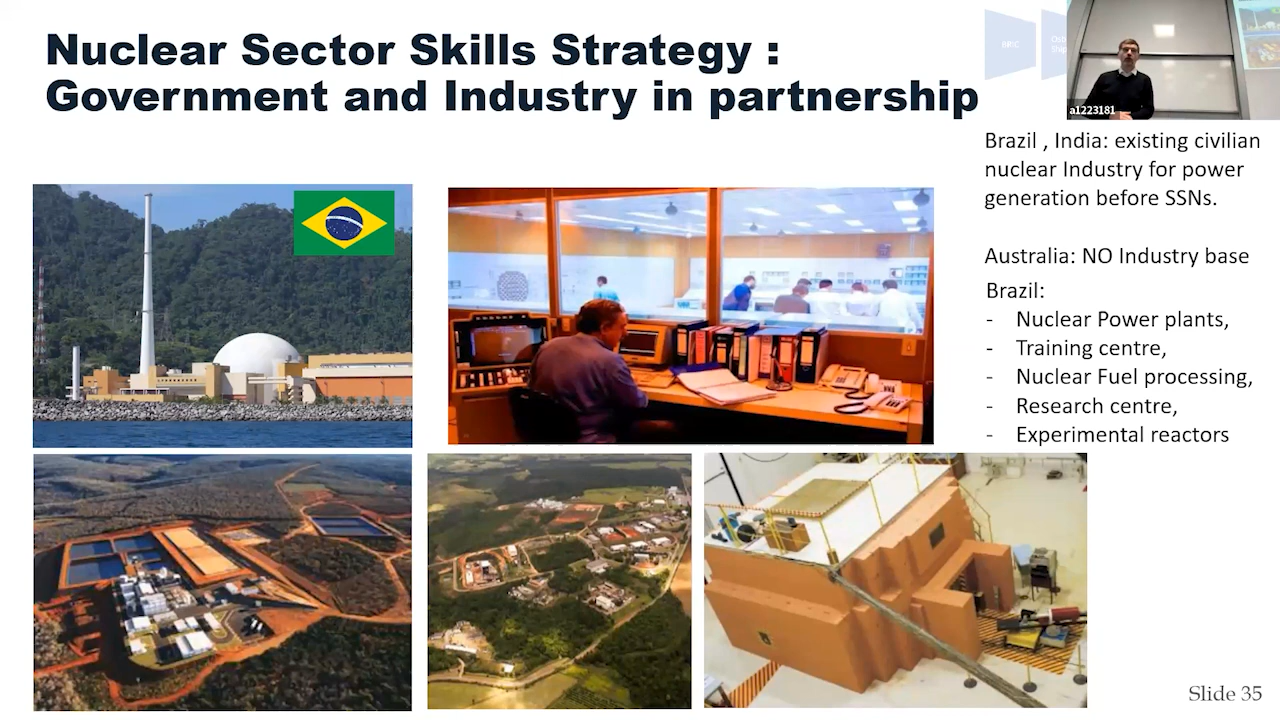 Nuclear Sector Skills Strategy :
Government and Industry in partnership
a1223181
Brazil , India: existing civilian
nuclear Industry for power
generation before SSNs.
Australia: NO Industry base
Brazil:
- Nuclear Power plants,
- Training centre,
- Nuclear Fuel processing,
- Research centre,
- Experimental reactors
Slide 35